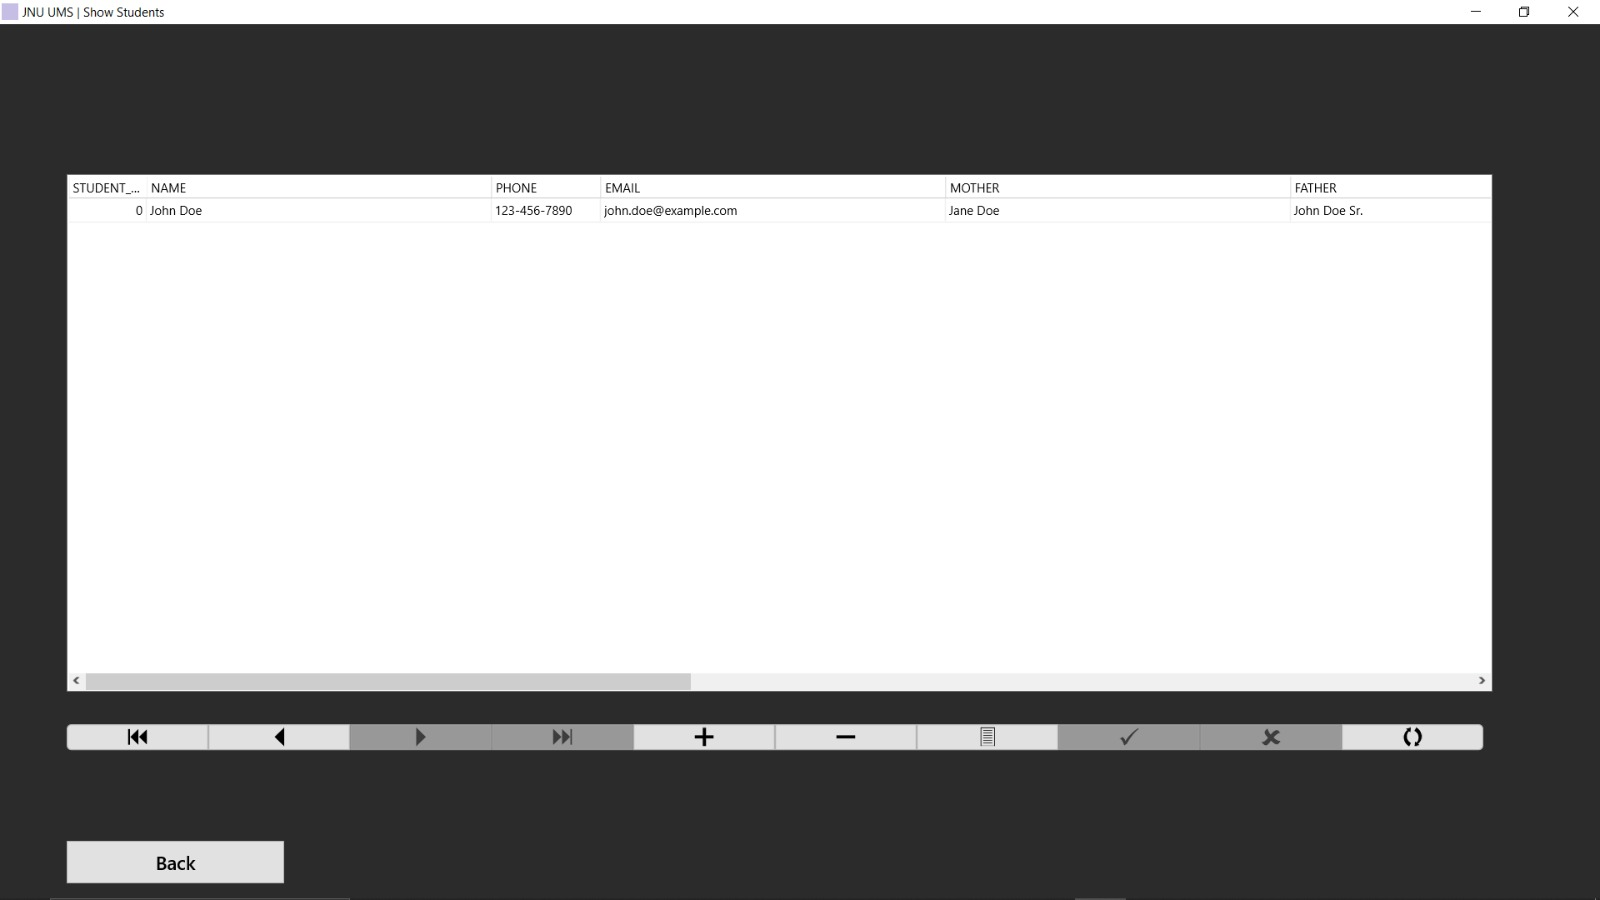 JNU UMS | Show Students
STUDENT_... NAME PHONE EMAIL MOTHER FATHER
0 John Doe 123-456-7890 john.doe@example.com Jane Doe John Doe Sr.
Back